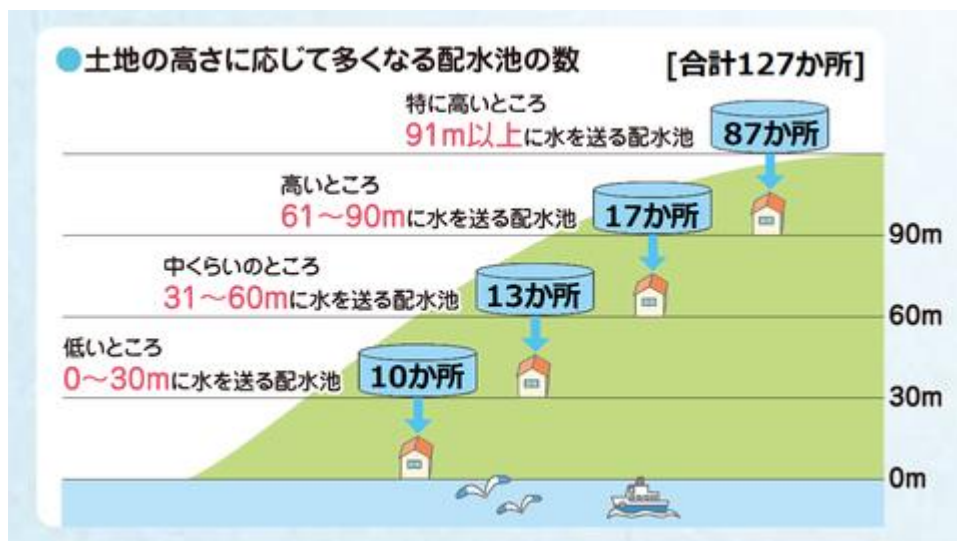 ●土地の高さに応じて多くなる配水池の数 [合計127か所]
特に高いところ
91m以上に水を送る配水池
87か所
高いところ
61〜90mに水を送る配水池
17か所
90m
中くらいのところ
31〜60mに水を送る配水池
13か所
60m
低いところ
0〜30mに水を送る配水池
10か所
30m
0m